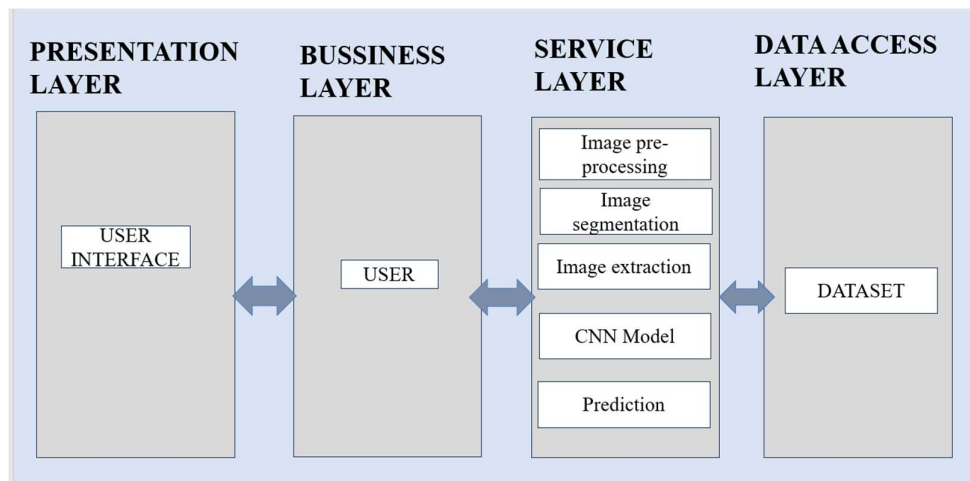 PRESENTATION
LAYER
BUSSINESS
LAYER
SERVICE
LAYER
DATA ACCESS
LAYER
USER
INTERFACE
USER
Image pre-
processing
Image
segmentation
Image extraction
CNN Model
Prediction
DATASET